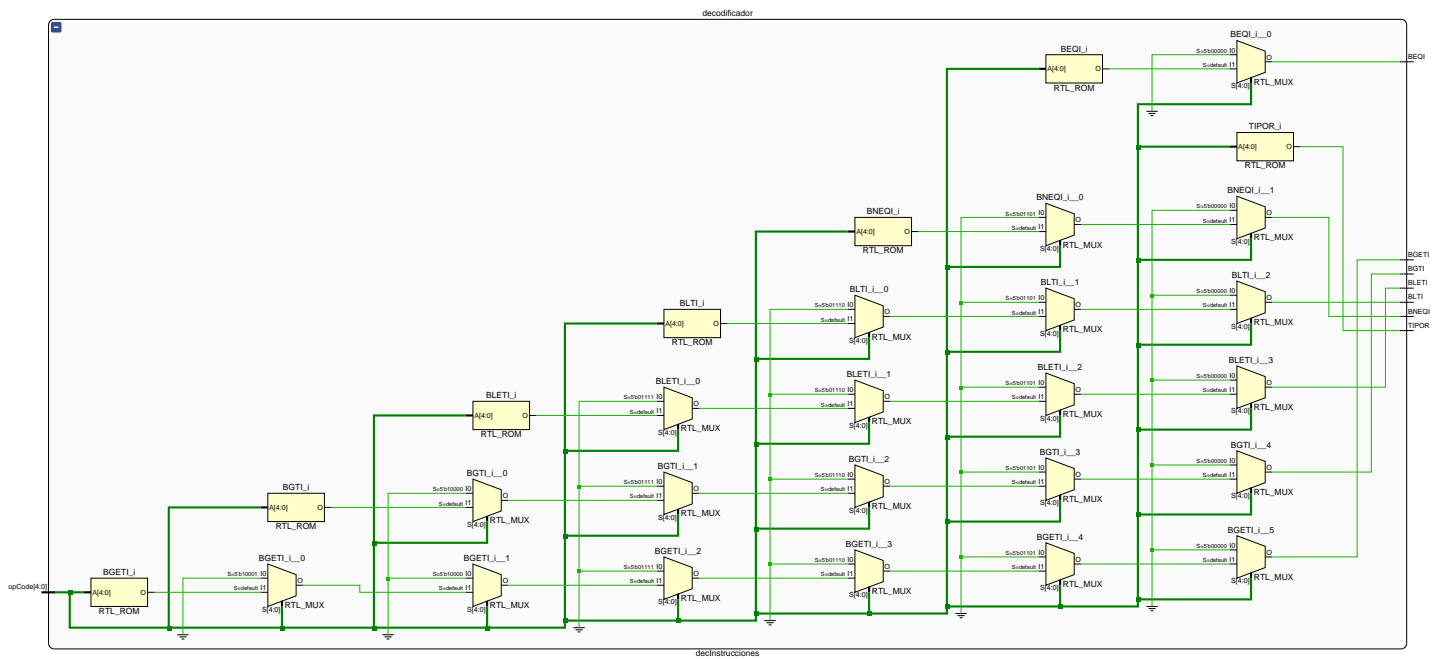 decodificador
BEQI_i__0
BEQI_i
S=5'b00000 I0
S=default I1
O
BEQI
A[4:0]
O
RTL_ROM
S[4:0]
RTL_MUX
TIPOR_i
A[4:0]
O
RTL_ROM
BNEQI_i__1
BNEQI_i__0
BNEQI_i
S=5'b01101 I0
S=default I1
O
S=5'b00000 I0
S=default I1
O
A[4:0]
O
RTL_ROM
S[4:0]
RTL_MUX
S[4:0]
RTL_MUX
BGETI
BGTI
BLETI
BLTI
BNEQI
TIPOR
BLTI_i__2
BLTI_i__1
BLTI_i__0
BLTI_i
A[4:0]
O
RTL_ROM
S=5'b01110 I0
S=default I1
O
S[4:0]
RTL_MUX
S=5'b01101 I0
S=default I1
O
S[4:0]
RTL_MUX
S=5'b00000 I0
S=default I1
O
S[4:0]
RTL_MUX
BLETI_i__3
BLETI_i__2
BLETI_i__1
BLETI_i__0
BLETI_i
A[4:0]
O
RTL_ROM
S=5'b01111 I0
S=default I1
O
S[4:0]
RTL_MUX
S=5'b01110 I0
S=default I1
O
S[4:0]
RTL_MUX
S=5'b01101 I0
S=default I1
O
S[4:0]
RTL_MUX
S=5'b00000 I0
S=default I1
O
S[4:0]
RTL_MUX
BGTI_i__4
BGTI_i__3
BGTI_i__2
BGTI_i__1
BGTI_i__0
BGTI_i
A[4:0]
O
RTL_ROM
S=5'b10000 I0
S=default I1
O
S[4:0]
RTL_MUX
S=5'b01111 I0
S=default I1
O
S[4:0]
RTL_MUX
S=5'b01110 I0
S=default I1
O
S[4:0]
RTL_MUX
S=5'b01101 I0
S=default I1
O
S[4:0]
RTL_MUX
S=5'b00000 I0
S=default I1
O
S[4:0]
RTL_MUX
BGETI_i__5
BGETI_i__4
BGETI_i__3
BGETI_i__2
BGETI_i__1
BGETI_i__0
BGETI_i
opCode[4:0]
A[4:0]
O
RTL_ROM
S=5'b10001 I0
S=default I1
O
S[4:0]
RTL_MUX
S=5'b10000 I0
S=default I1
O
S[4:0]
RTL_MUX
S=5'b01111 I0
S=default I1
O
S[4:0]
RTL_MUX
S=5'b01110 I0
S=default I1
O
S[4:0]
RTL_MUX
S=5'b01101 I0
S=default I1
O
S[4:0]
RTL_MUX
S=5'b00000 I0
S=default I1
O
S[4:0]
RTL_MUX
decInstrucciones